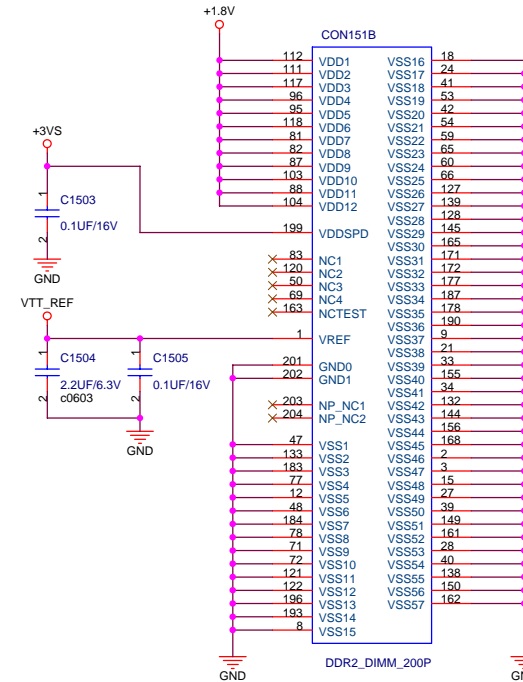 +1.8V
+3VS
1
C1503
0.1UF/16V
2
GND
VTT_REF
1
C1504
2.2UF/6.3V
c0603
2
1
C1505
0.1UF/16V
2
GND
CON151B
112 VDD1
111 VDD2
117 VDD3
96 VDD4
95 VDD5
118 VDD6
81 VDD7
82 VDD8
87 VDD9
103 VDD10
88 VDD11
104 VDD12
199 VDDSPD
83 NC1
120 NC2
50 NC3
69 NC4
163 NCTEST
1 VREF
201 GND0
202 GND1
203 NP_NC1
204 NP_NC2
47 VSS1
133 VSS2
183 VSS3
77 VSS4
12 VSS5
48 VSS6
184 VSS7
78 VSS8
71 VSS9
72 VSS10
121 VSS11
122 VSS12
196 VSS13
193 VSS14
8 VSS15
VSS16 18
VSS17 24
VSS18 41
VSS19 53
VSS20 42
VSS21 54
VSS22 59
VSS23 65
VSS24 60
VSS25 66
VSS26 127
VSS27 139
VSS28 128
VSS29 145
VSS30 165
VSS31 171
VSS32 172
VSS33 177
VSS34 187
VSS35 178
VSS36 190
VSS37 9
VSS38 21
VSS39 33
VSS40 155
VSS41 34
VSS42 132
VSS43 144
VSS44 156
VSS45 168
VSS46 2
VSS47 3
VSS48 15
VSS49 27
VSS50 39
VSS51 149
VSS52 161
VSS53 28
VSS54 40
VSS55 138
VSS56 150
VSS57 162
DDR2_DIMM_200P
GND